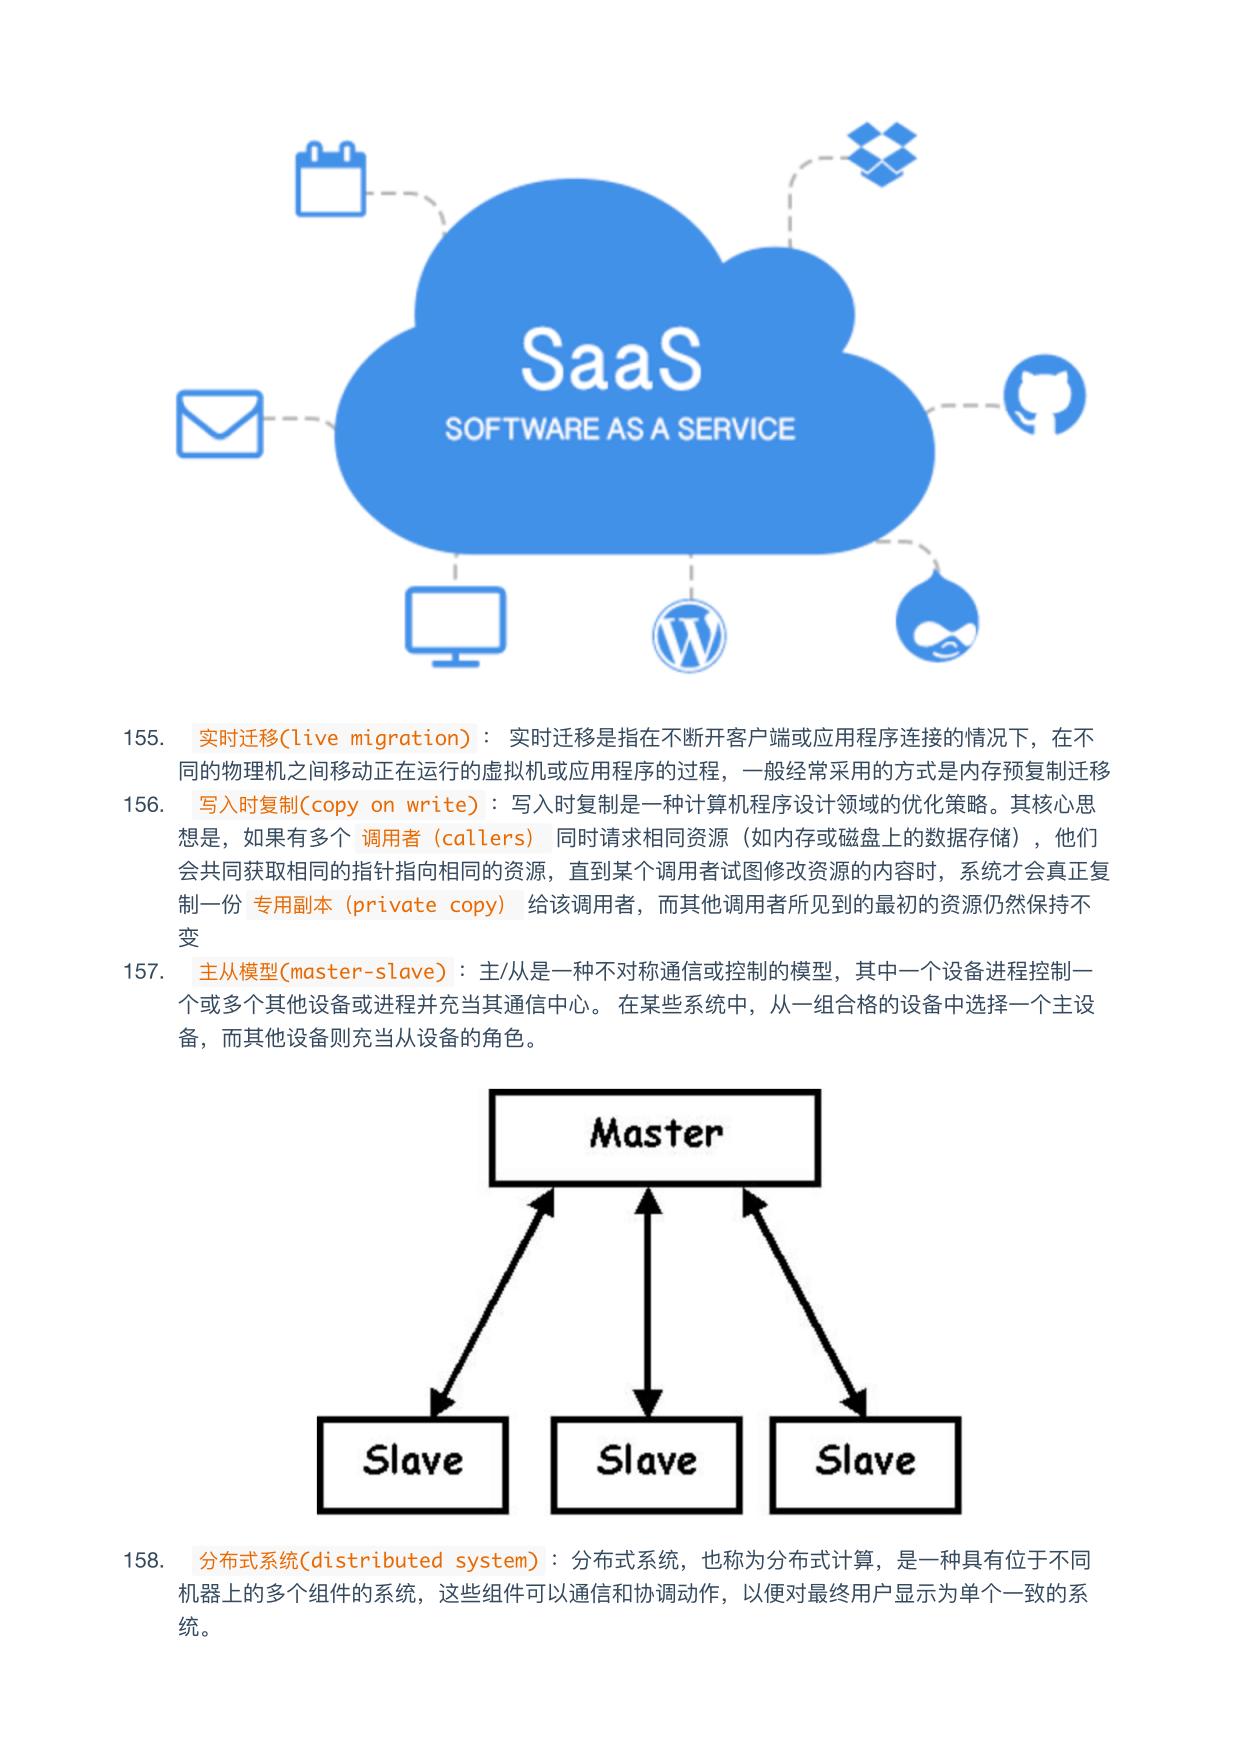 SaaS
SOFTWARE AS A SERVICE
155. 实时迁移(live migration)： 实时迁移是指在不断开客户端或应用程序连接的情况下，在不
同的物理机之间移动正在运行的虚拟机或应用程序的过程，一般经常采用的方式是内存预复制迁移
156. 写入时复制(copy on write)：写入时复制是一种计算机程序设计领域的优化策略。其核心思
想是，如果有多个 调用者（callers） 同时请求相同资源（如内存或磁盘上的数据存储），他们
会共同获取相同的指针指向相同的资源，直到某个调用者试图修改资源的内容时，系统才会真正复
制一份 专用副本（private copy） 给该调用者，而其他调用者所见到的最初的资源仍然保持不
变
157. 主从模型(master-slave)：主/从是一种不对称通信或控制的模型，其中一个设备进程控制一
个或多个其他设备或进程并充当其通信中心。 在某些系统中，从一组合格的设备中选择一个主设
备，而其他设备则充当从设备的角色。
Master
Slave Slave Slave
158. 分布式系统(distributed system)：分布式系统，也称为分布式计算，是一种具有位于不同
机器上的多个组件的系统，这些组件可以通信和协调动作，以便对最终用户显示为单个一致的系
统。